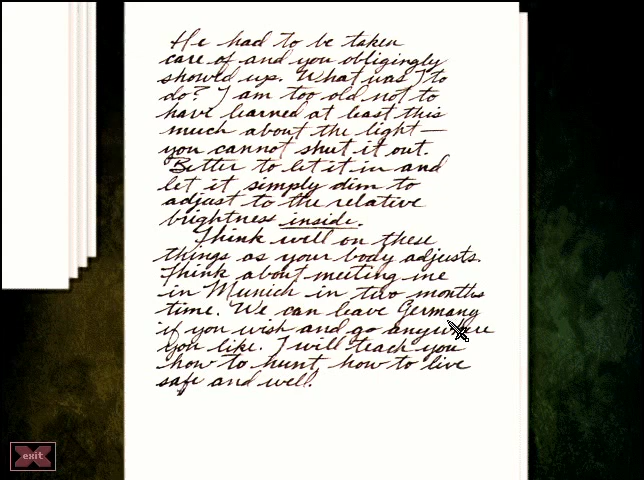 He had to be taken
care of and you obligingly
showed up. What was I to
do? I am too old not to
have learned at least this
much about the light—
you cannot shut it out.
Better to let it in and
let it simply dim to
adjust to the relative
brightness inside.
Think well on these
things as your body adjusts.
Think about meeting me
in Munich in two months
time. We can leave Germany
if you wish and go anywhere
you like. I will teach you
how to hunt, how to live
safe and well.
exit